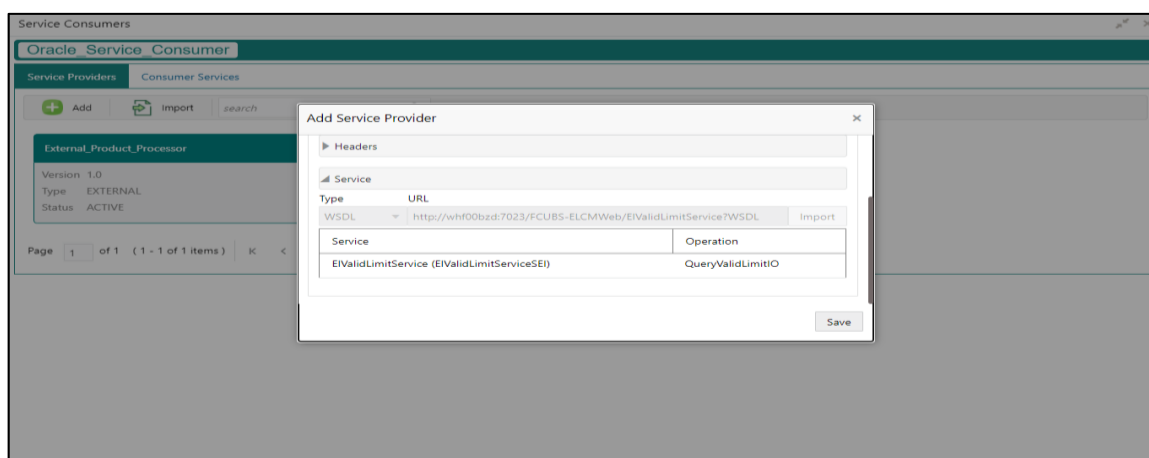 Service Consumers
Oracle_Service_Consumer
Service Providers Consumer Services
Add Import search
Add Service Provider
External_Product_Processor
Headers
Version 1.0
Type EXTERNAL
Status ACTIVE
Service
Type URL
WSDL http://whf00bzd:7023/FCUBS-ELCMWeb/ElValidLimitService?WSDL Import
Service Operation
Page 1 of 1 ( 1 - 1 of 1 items )
ElValidLimitService (ElValidLimitServiceSEI) QueryValidLimitIO
Save